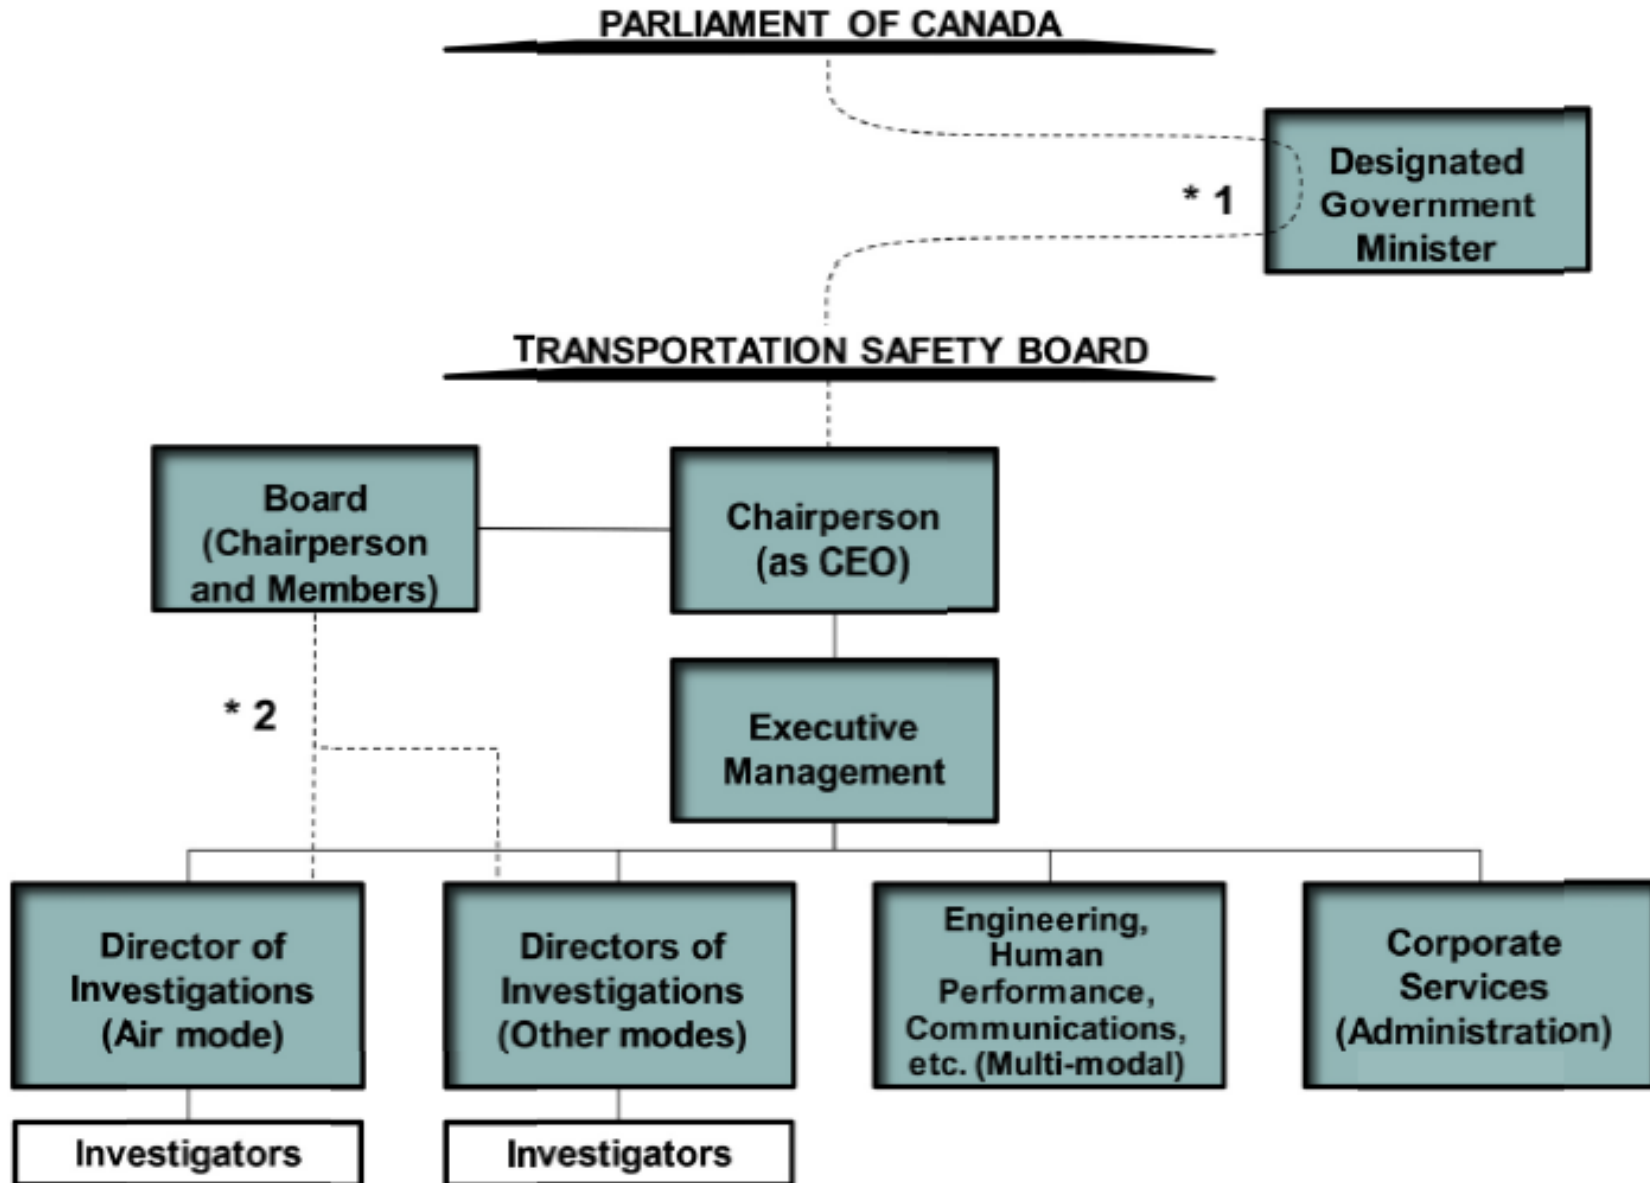 PARLIAMENT OF CANADA
Designated
Government
Minister
* 1
TRANSPORTATION SAFETY BOARD
Board
(Chairperson
and Members)
Chairperson
(as CEO)
* 2
Executive
Management
Director of
Investigations
(Air mode)
Directors of
Investigations
(Other modes)
Engineering,
Human
Performance,
Communications,
etc. (Multi-modal)
Corporate
Services
(Administration)
Investigators
Investigators